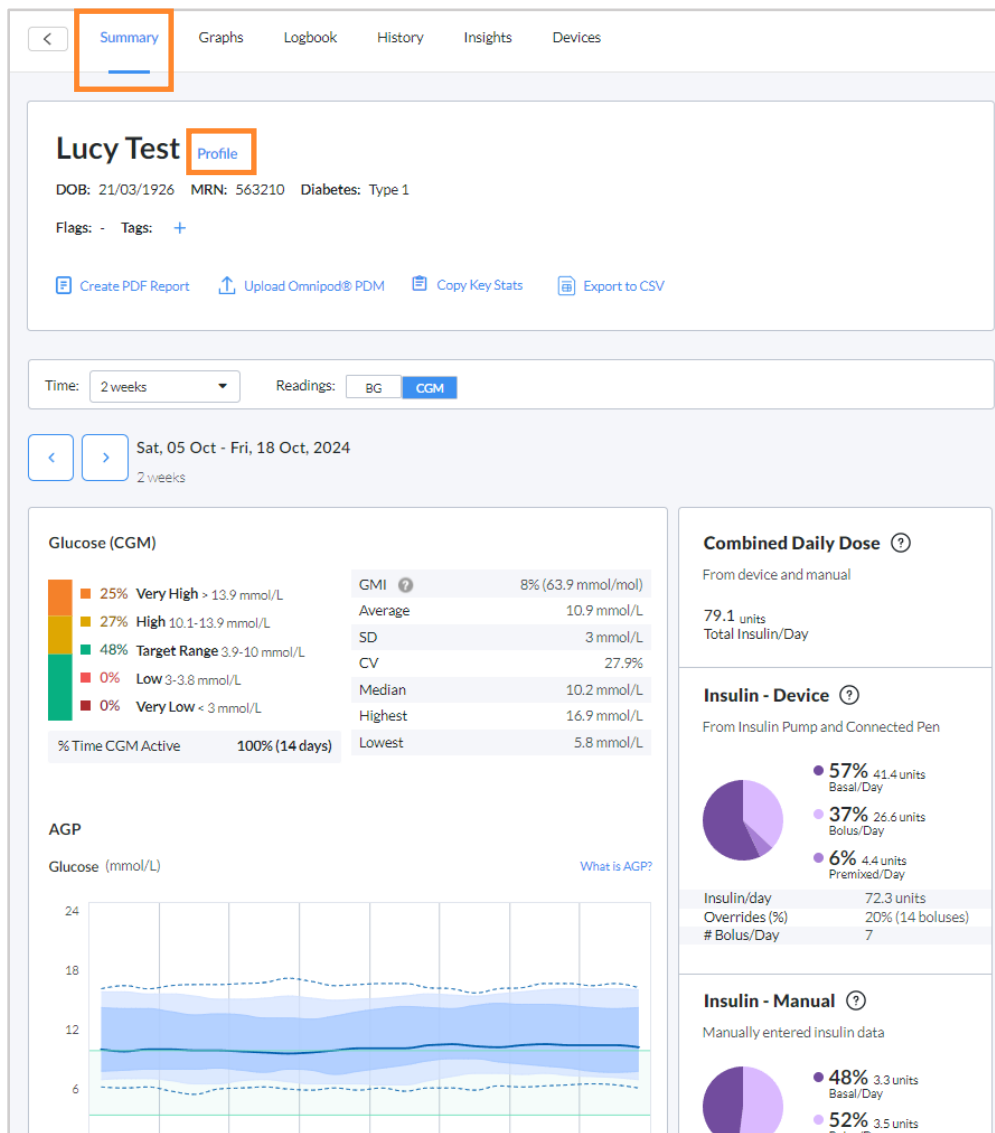 Summary Graphs Logbook History Insights Devices
Lucy Test Profile
DOB: 21/03/1926 MRN: 563210 Diabetes: Type 1
Flags: - Tags: +
Create PDF Report Upload Omnipod® PDM Copy Key Stats Export to CSV
Time: 2 weeks Readings: BG CGM
Sat, 05 Oct - Fri, 18 Oct, 2024
2 weeks
Glucose (CGM)
25% Very High > 13.9 mmol/L
27% High 10.1-13.9 mmol/L
48% Target Range 3.9-10 mmol/L
0% Low 3-3.8 mmol/L
0% Very Low < 3 mmol/L
% Time CGM Active 100% (14 days)
GMI ? 8% (63.9 mmol/mol)
Average 10.9 mmol/L
SD 3 mmol/L
CV 27.9%
Median 10.2 mmol/L
Highest 16.9 mmol/L
Lowest 5.8 mmol/L
AGP
Glucose (mmol/L) What is AGP?
24
18
12
6
Combined Daily Dose ?
From device and manual
79.1 units
Total Insulin/Day
Insulin - Device ?
From Insulin Pump and Connected Pen
57% 41.4 units
Basal/Day
37% 26.6 units
Bolus/Day
6% 4.4 units
Premixed/Day
Insulin/day 72.3 units
Overrides (%) 20% (14 boluses)
# Bolus/Day 7
Insulin - Manual ?
Manually entered insulin data
48% 3.3 units
Basal/Day
52% 3.5 units